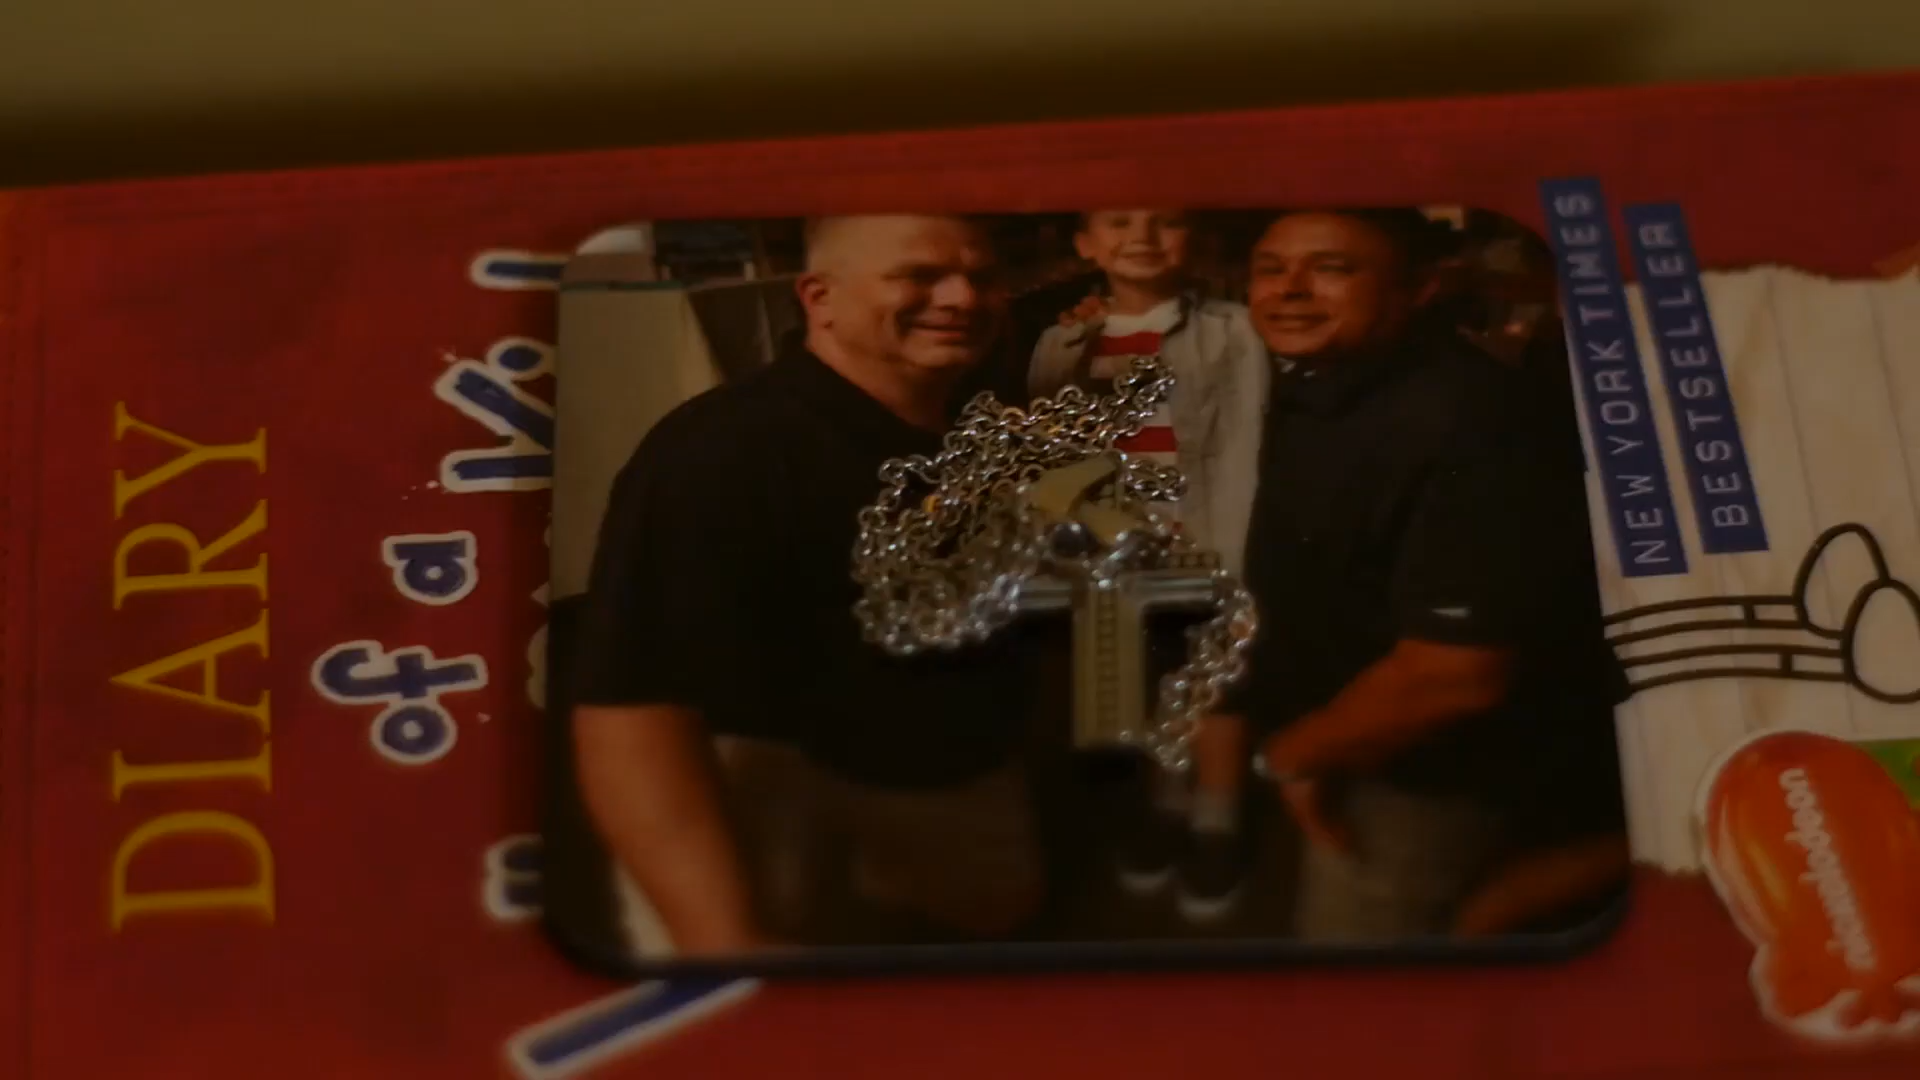 DIARY
of a
NEW YORK TIMES
BESTSELLER
nickelodeon